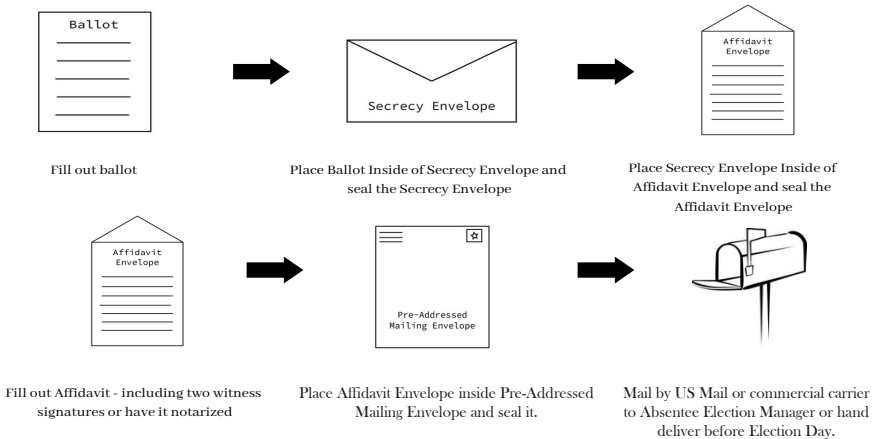 Ballot
Secrecy Envelope
Affidavit
Envelope
Fill out ballot
Place Ballot Inside of Secrecy Envelope and
seal the Secrecy Envelope
Place Secrecy Envelope Inside of
Affidavit Envelope and seal the
Affidavit Envelope
Affidavit
Envelope
Pre-Addressed
Mailing Envelope
Fill out Affidavit - including two witness
signatures or have it notarized
Place Affidavit Envelope inside Pre-Addressed
Mailing Envelope and seal it.
Mail by US Mail or commercial carrier
to Absentee Election Manager or hand
deliver before Election Day.